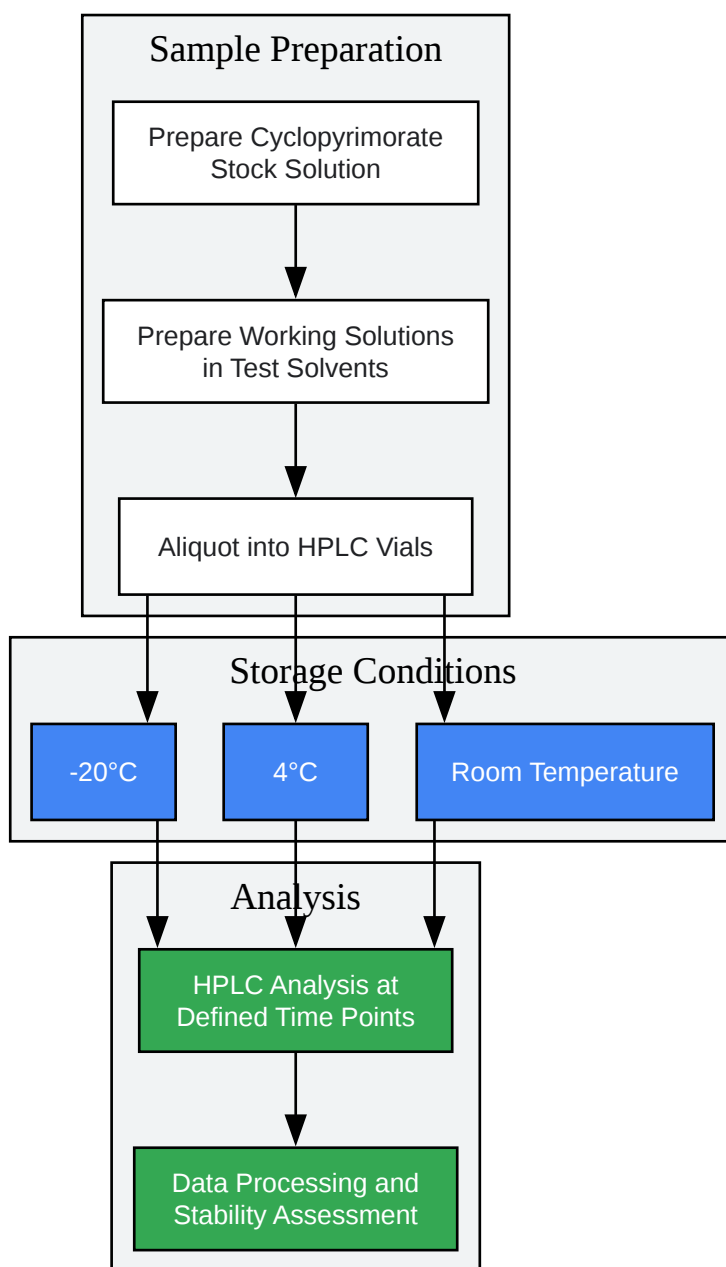 Sample Preparation
Prepare Cyclopyrimorate
Stock Solution
Prepare Working Solutions
in Test Solvents
Aliquot into HPLC Vials
Storage Conditions
-20°C
4°C
Room Temperature
Analysis
HPLC Analysis at
Defined Time Points
Data Processing and
Stability Assessment